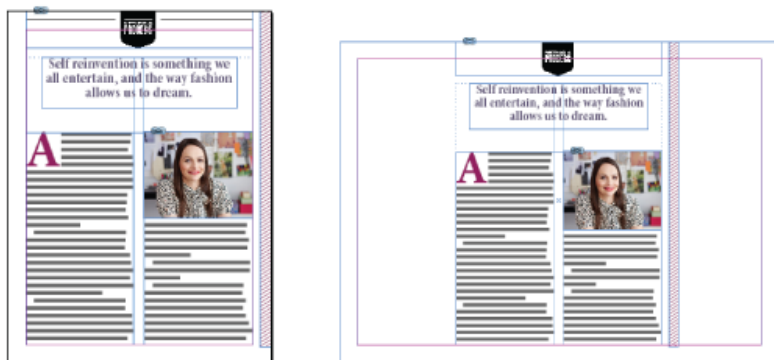 Self reinvention is something we
all entertain, and the way fashion
allows us to dream.
A
Self reinvention is something we
all entertain, and the way fashion
allows us to dream.
A